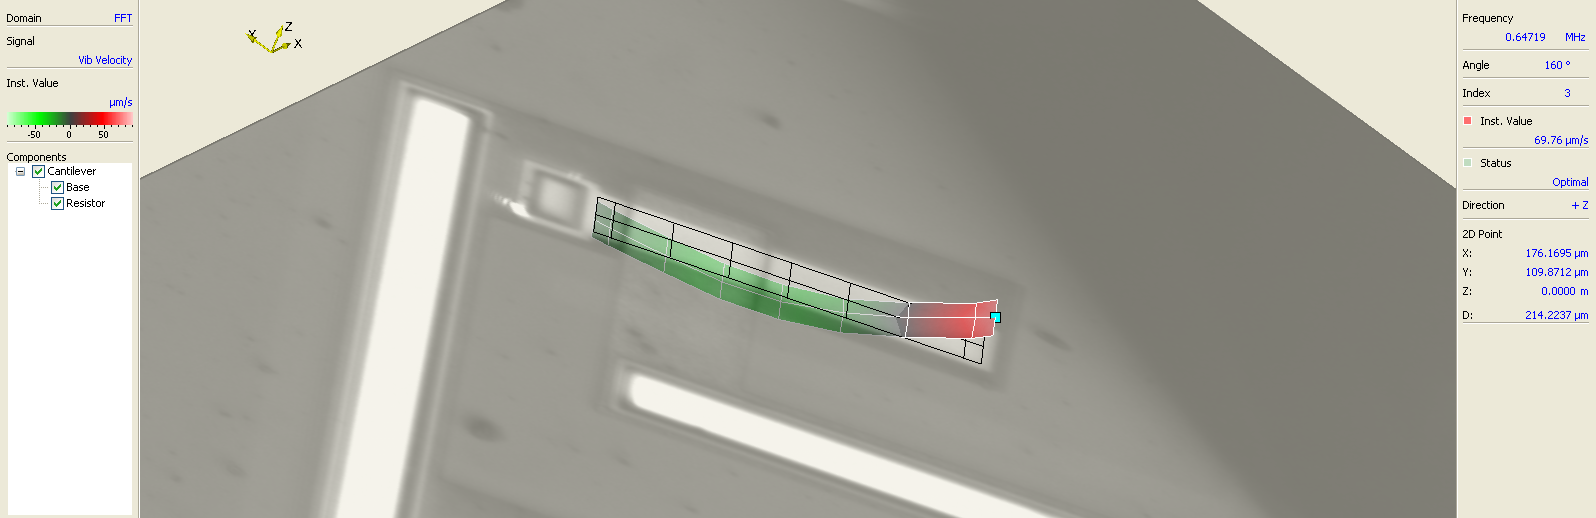 Domain FFT
Signal
Vib Velocity
Inst. Value
µm/s
-50 0 50
Components
Cantilever
Base
Resistor
Y Z X
Frequency
0.64719 MHz
Angle 160 °
Index 3
Inst. Value
69.76 µm/s
Status
Optimal
Direction + Z
2D Point
X: 176.1695 µm
Y: 109.8712 µm
Z: 0.0000 m
D: 214.2237 µm